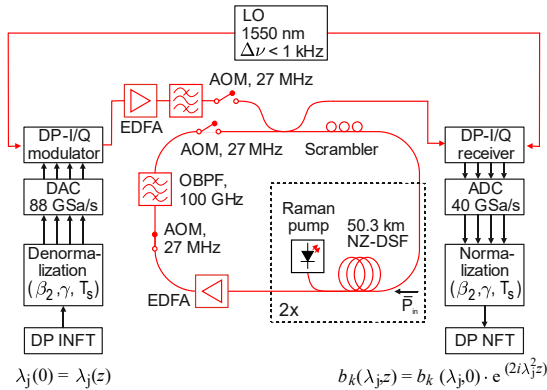 LO
1550 nm
Δν < 1 kHz
AOM, 27 MHz
EDFA
DP-I/Q
modulator
AOM, 27 MHz
Scrambler
DP-I/Q
receiver
DAC
88 GSa/s
OBPF,
100 GHz
Raman
pump
50.3 km
NZ-DSF
ADC
40 GSa/s
AOM,
27 MHz
Denorma-
lization
(β₂,γ, Tₛ)
EDFA
2x
P̅ᵢₙ
Norma-
lization
(β₂,γ, Tₛ)
DP INFT
DP NFT
λⱼ(0) = λⱼ(z)
bₖ(λⱼ,z) = bₖ (λⱼ,0) · e^(2iλⱼ²z)